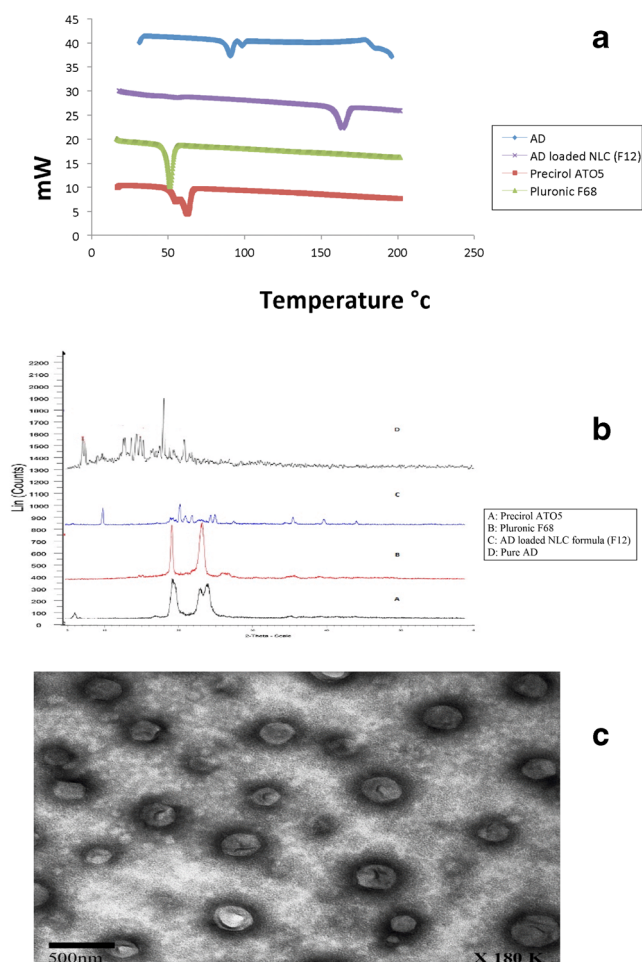 a
45
40
35
30
25
20
15
10
5
0
mW
0 50 100 150 200 250
Temperature °c
AD
AD loaded NLC (F12)
Precirol ATO5
Pluronic F68
b
2200
2100
2000
1900
1800
1700
1600
1500
1400
1300
1200
1100
1000
900
800
700
600
500
400
300
200
100
0
Lin (Counts)
D
C
B
A
2-Theta - Scale
A: Precirol ATO5
B: Pluronic F68
C: AD loaded NLC formula (F12)
D: Pure AD
c
500nm
X 180 K